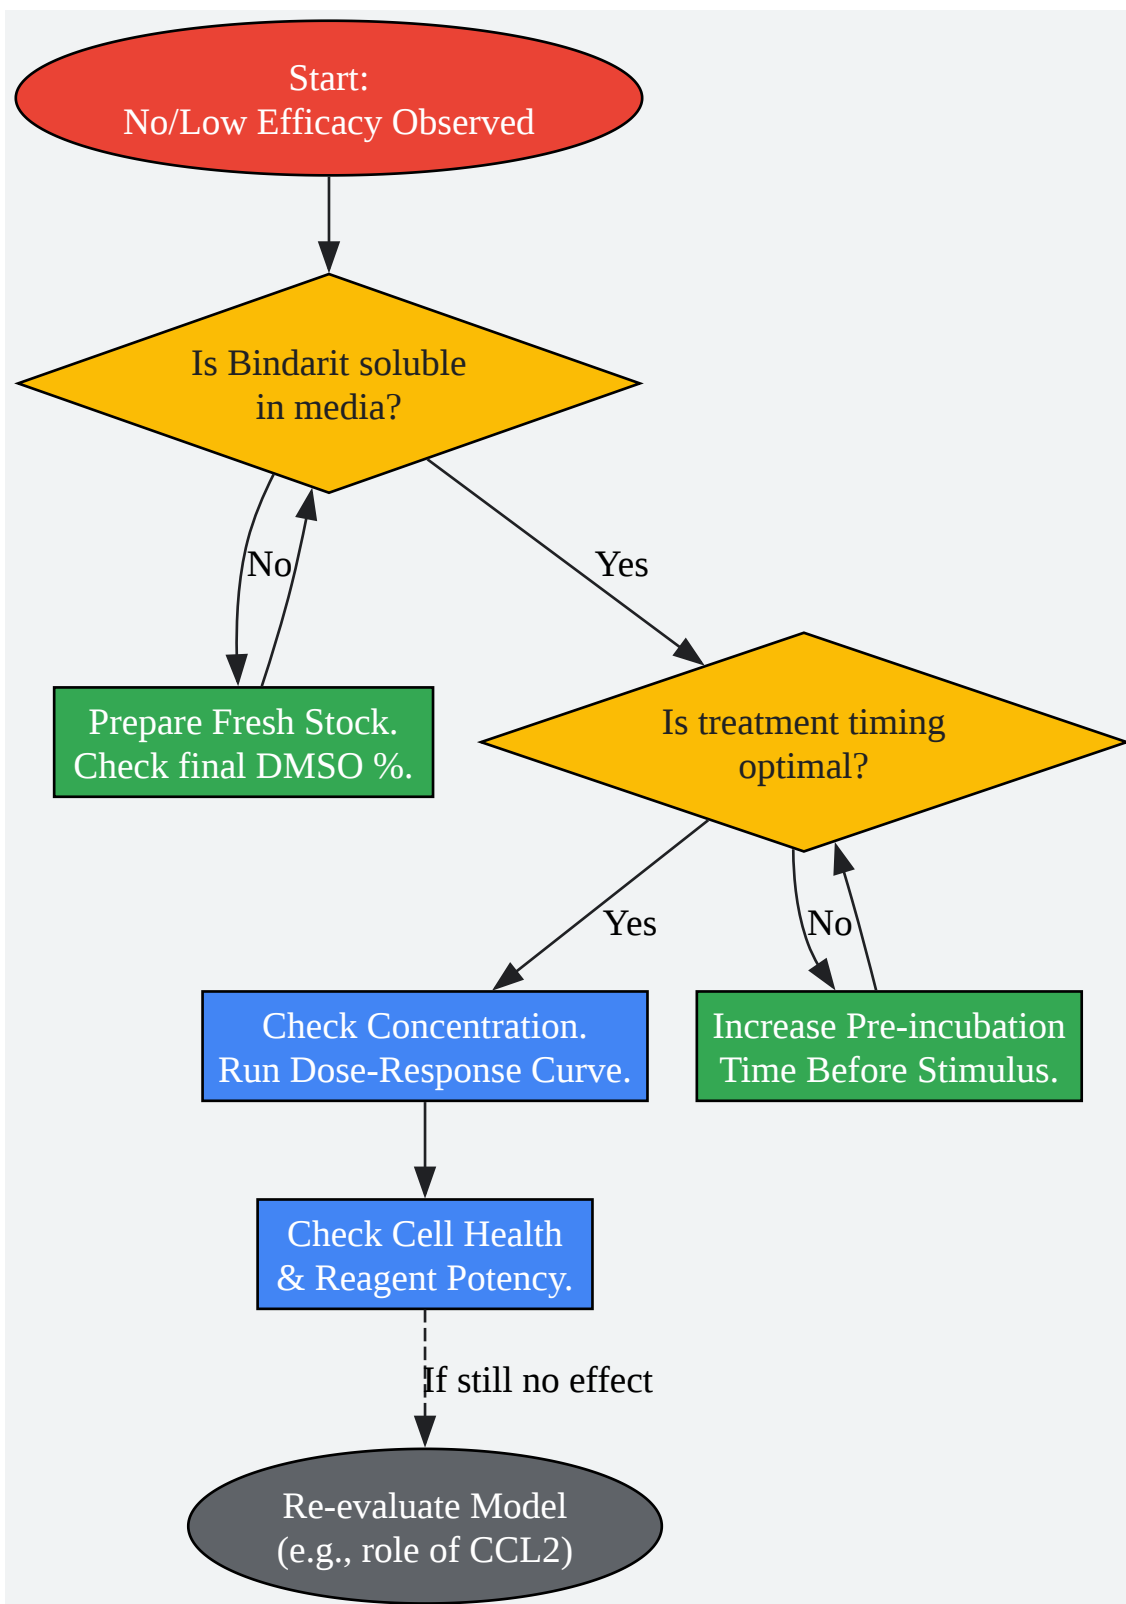 Start:
No/Low Efficacy Observed
Is Bindarit soluble
in media?
No
Yes
Prepare Fresh Stock.
Check final DMSO %.
Is treatment timing
optimal?
Yes
No
Check Concentration.
Run Dose-Response Curve.
Increase Pre-incubation
Time Before Stimulus.
Check Cell Health
& Reagent Potency.
If still no effect
Re-evaluate Model
(e.g., role of CCL2)